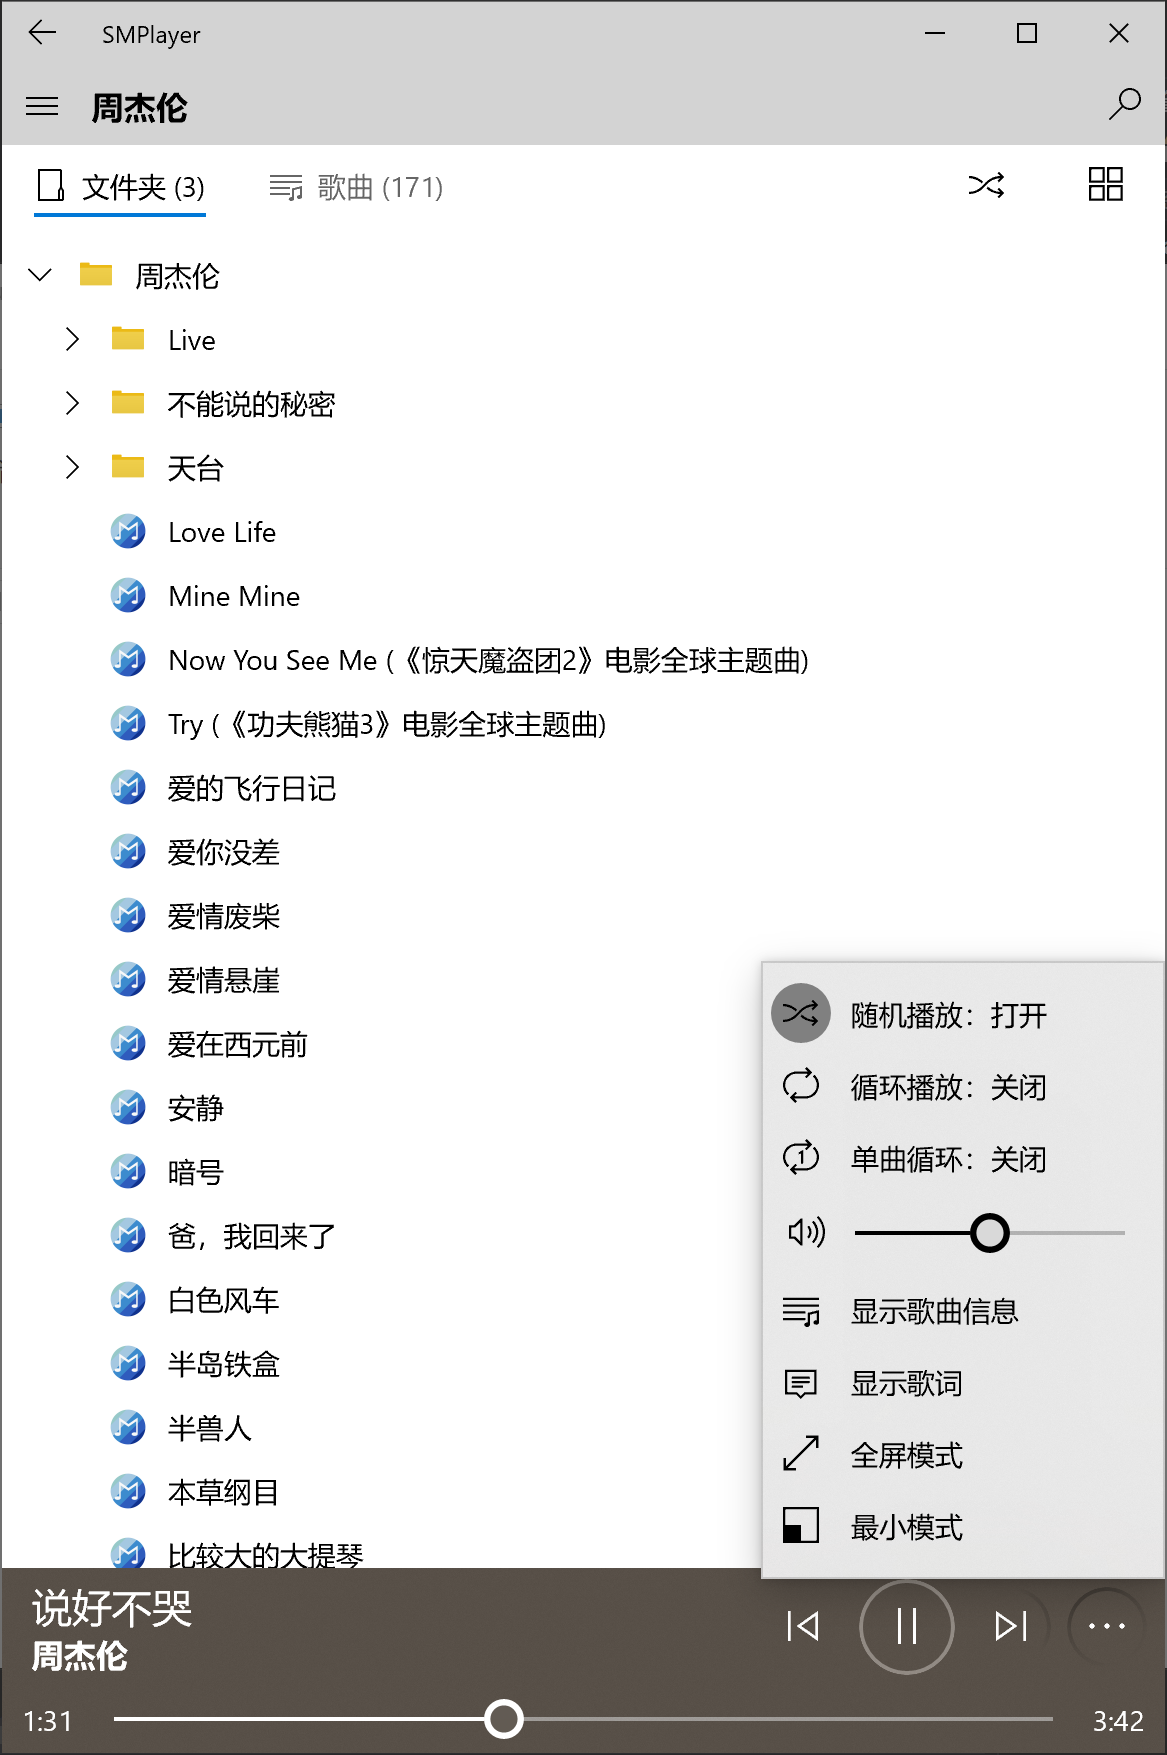 SMPlayer
周杰伦
文件夹 (3)
歌曲 (171)
周杰伦
Live
不能说的秘密
天台
Love Life
Mine Mine
Now You See Me (《惊天魔盗团2》电影全球主题曲)
Try (《功夫熊猫3》电影全球主题曲)
爱的飞行日记
爱你没差
爱情废柴
爱情悬崖
爱在西元前
安静
暗号
爸，我回来了
白色风车
半岛铁盒
半兽人
本草纲目
比较大的大提琴
随机播放：打开
循环播放：关闭
单曲循环：关闭
显示歌曲信息
显示歌词
全屏模式
最小模式
说好不哭
周杰伦
1:31
3:42